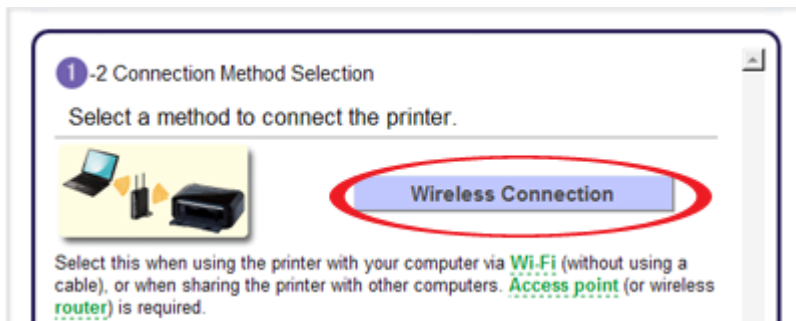 1-2 Connection Method Selection
Select a method to connect the printer.
Wireless Connection
Select this when using the printer with your computer via Wi-Fi (without using a
cable), or when sharing the printer with other computers. Access point (or wireless
router) is required.